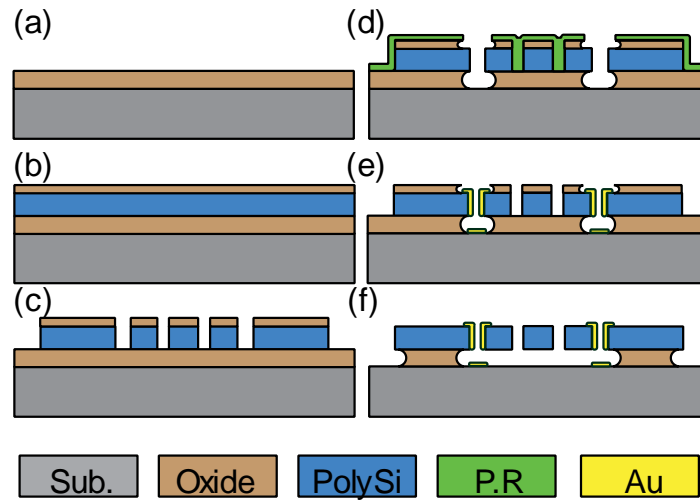 (a)
(d)
(b)
(e)
(c)
(f)
Sub. Oxide PolySi P.R Au